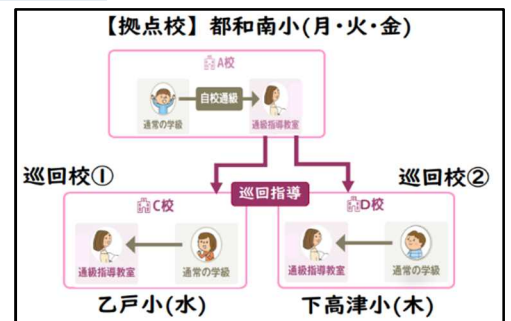 【拠点校】都和南小(月・火・金)
A校
自校通級
通常の学級
通級指導教室
巡回校①
巡回指導
巡回校②
C校
D校
通級指導教室
通常の学級
通級指導教室
通常の学級
乙戸小(水)
下高津小(木)